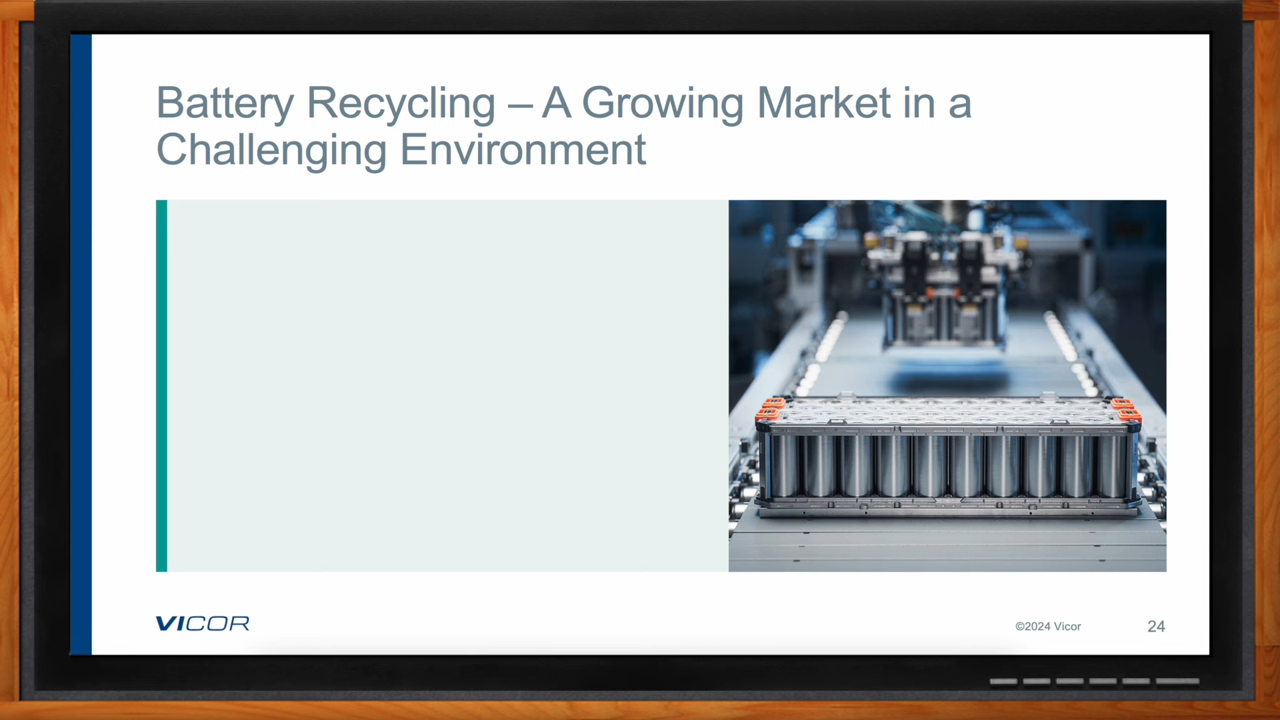 Battery Recycling – A Growing Market in a
Challenging Environment
VICOR
©2024 Vicor
24